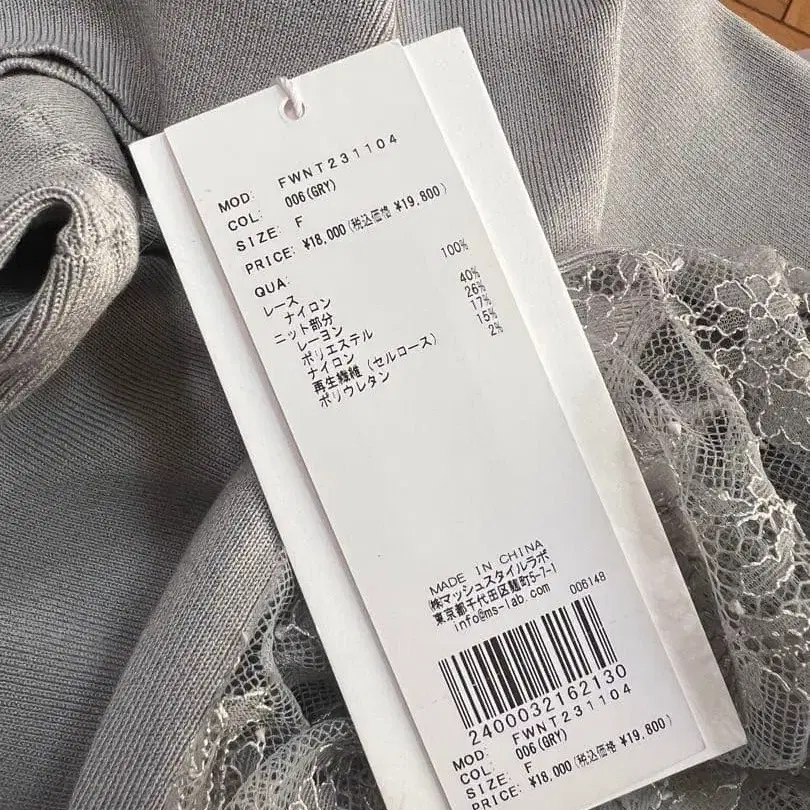 MOD: FWNT231104
COL: 006(GRY)
SIZE: F
PRICE: ¥18,000(税込価格 ¥19,800)
QUA:
レース
ナイロン 100%
ニット部分
レーヨン 40%
ポリエステル 26%
ナイロン 17%
再生繊維(セルロース) 15%
ポリウレタン 2%
MADE IN CHINA
㈱マッシュスタイルラボ
東京都千代田区麹町5-7-1
info@ms-lab.com 006149
2400032162130
MOD: FWNT231104
COL: 006(GRY)
SIZE: F
PRICE: ¥18,000(税込価格 ¥19,800)